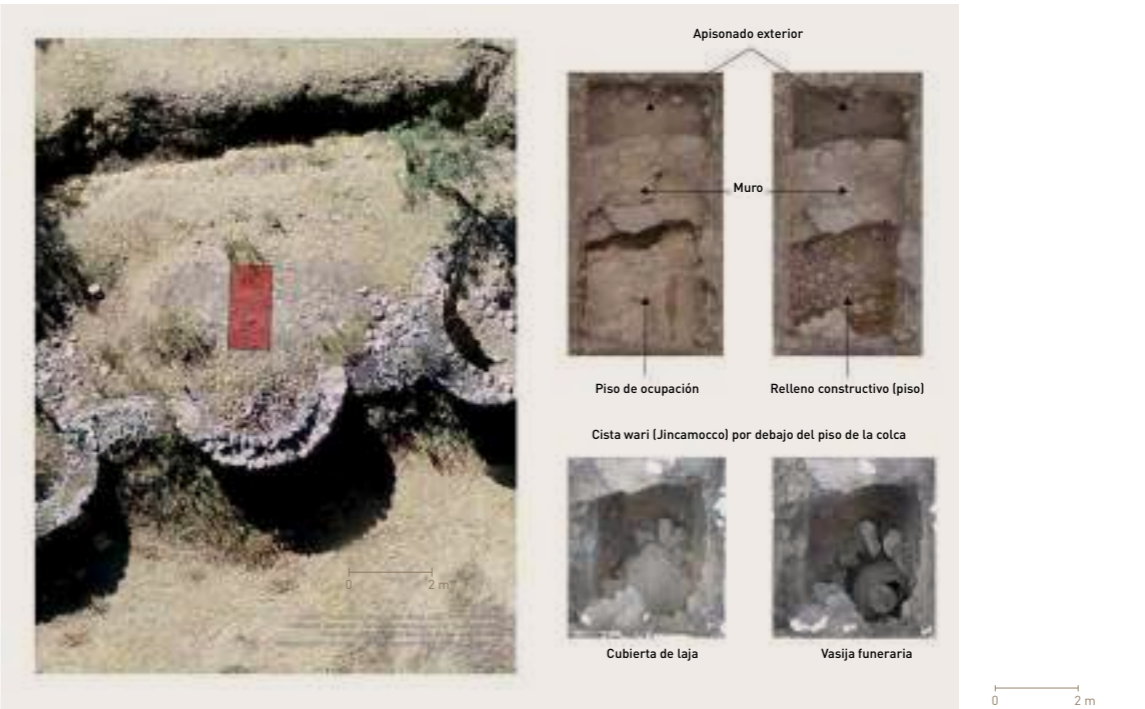 Apisonado exterior
Muro
Piso de ocupación
Relleno constructivo (piso)
Cista wari (Jincamocco) por debajo del piso de la colca
Cubierta de laja
Vasija funeraria
0 2 m
0 2 m